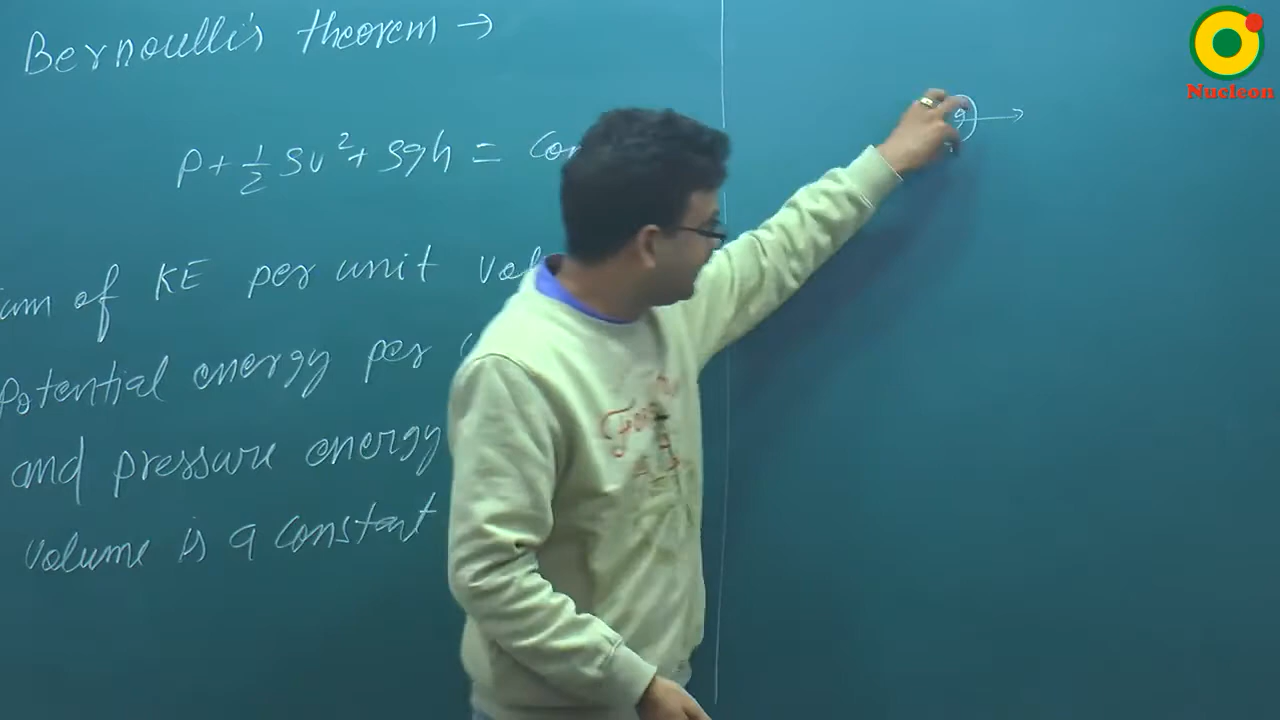 Bernoulli's theorem →
P + 1/2 ρv² + ρgh = Con
um of KE per unit vol
Potential energy per
and pressure energy
volume is a constant
a
Nucleon